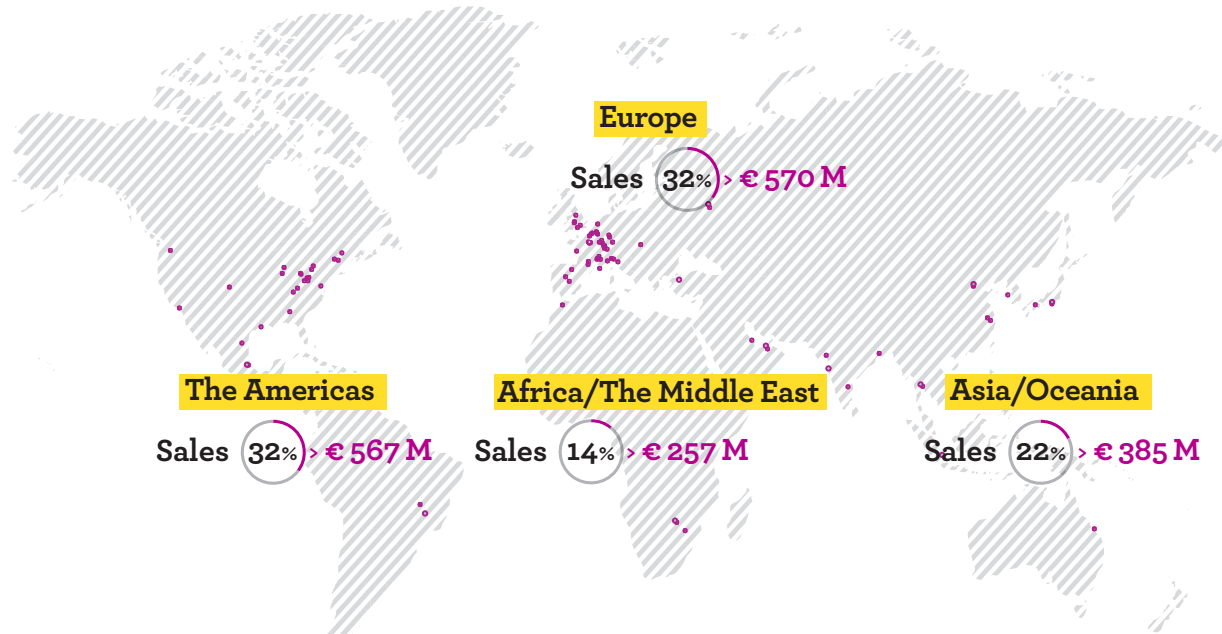 Europe
Sales 32% > € 570 M
The Americas
Sales 32% > € 567 M
Africa/The Middle East
Sales 14% > € 257 M
Asia/Oceania
Sales 22% > € 385 M